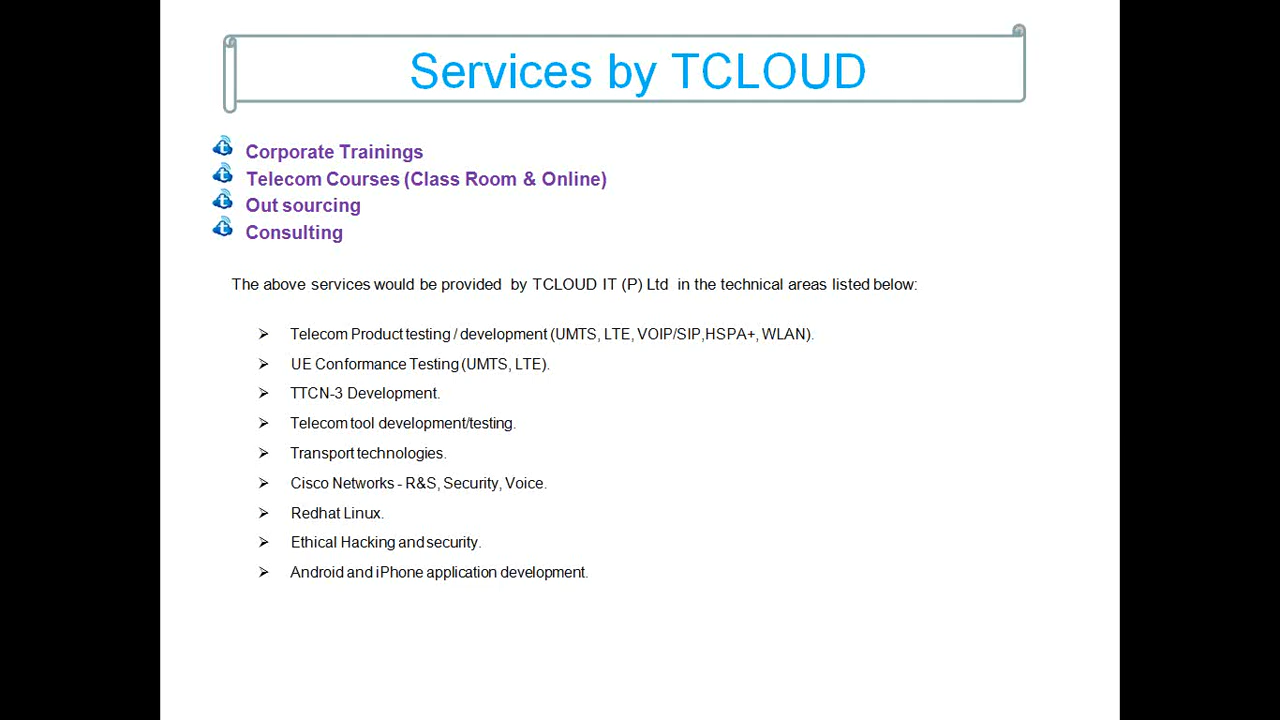 Services by TCLOUD
Corporate Trainings
Telecom Courses (Class Room & Online)
Out sourcing
Consulting
The above services would be provided by TCLOUD IT (P) Ltd in the technical areas listed below:
Telecom Product testing / development (UMTS, LTE, VOIP/SIP,HSPA+, WLAN).
UE Conformance Testing (UMTS, LTE).
TTCN-3 Development.
Telecom tool development/testing.
Transport technologies.
Cisco Networks - R&S, Security, Voice.
Redhat Linux.
Ethical Hacking and security.
Android and iPhone application development.